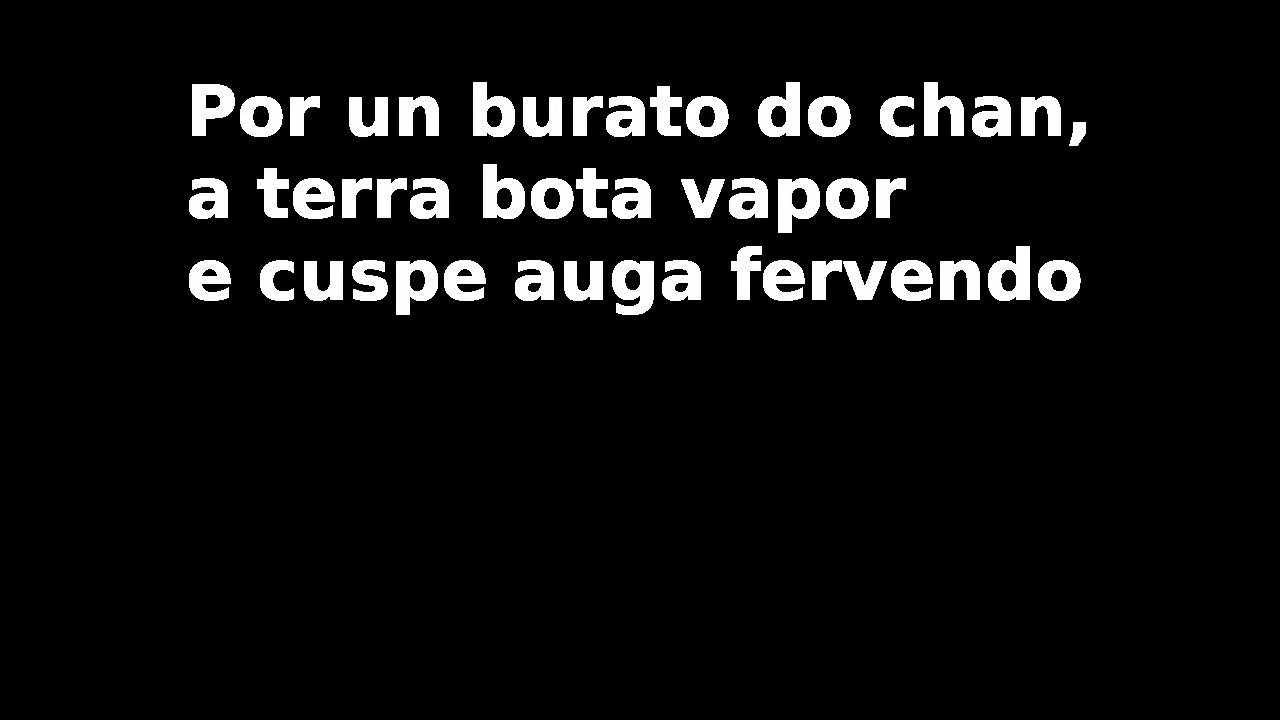 Por un burato do chan,
a terra bota vapor
e cuspe auga fervendo